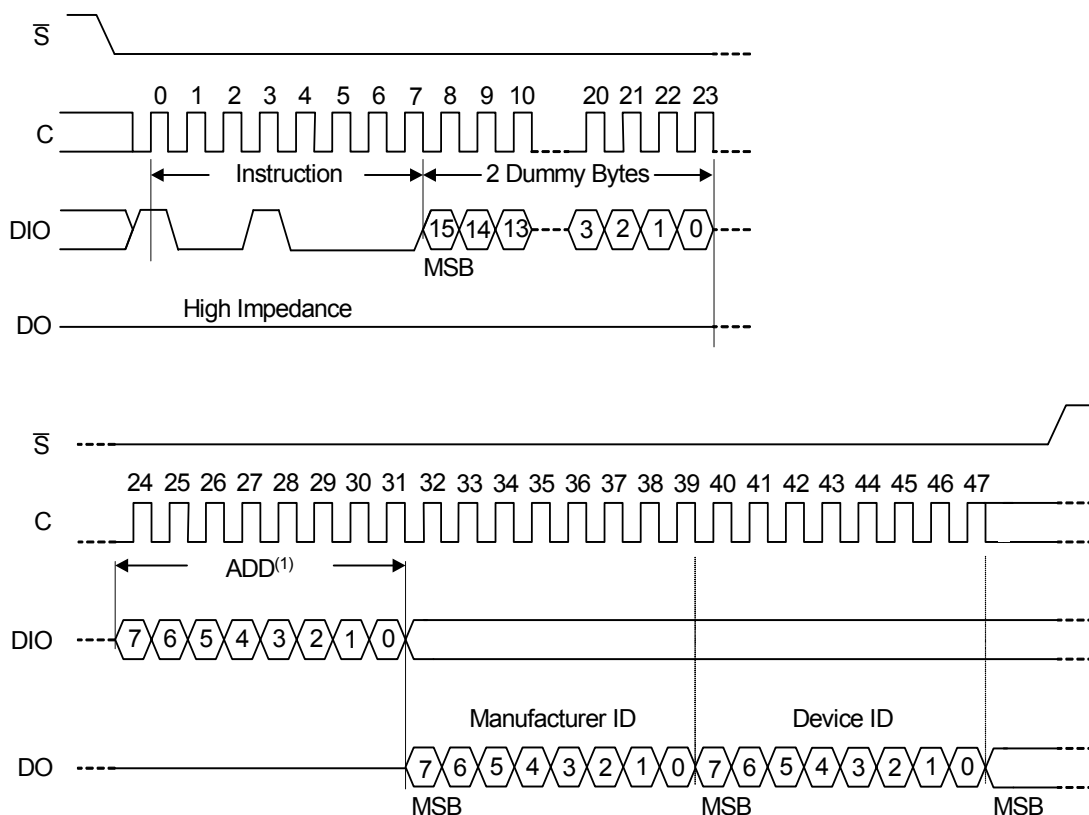 S
0 1 2 3 4 5 6 7 8 9 10 20 21 22 23
C
Instruction 2 Dummy Bytes
DIO 15 14 13 3 2 1 0
MSB
High Impedance
DO
S
24 25 26 27 28 29 30 31 32 33 34 35 36 37 38 39 40 41 42 43 44 45 46 47
C
ADD(1)
DIO 7 6 5 4 3 2 1 0
Manufacturer ID Device ID
DO 7 6 5 4 3 2 1 0 7 6 5 4 3 2 1 0
MSB MSB MSB